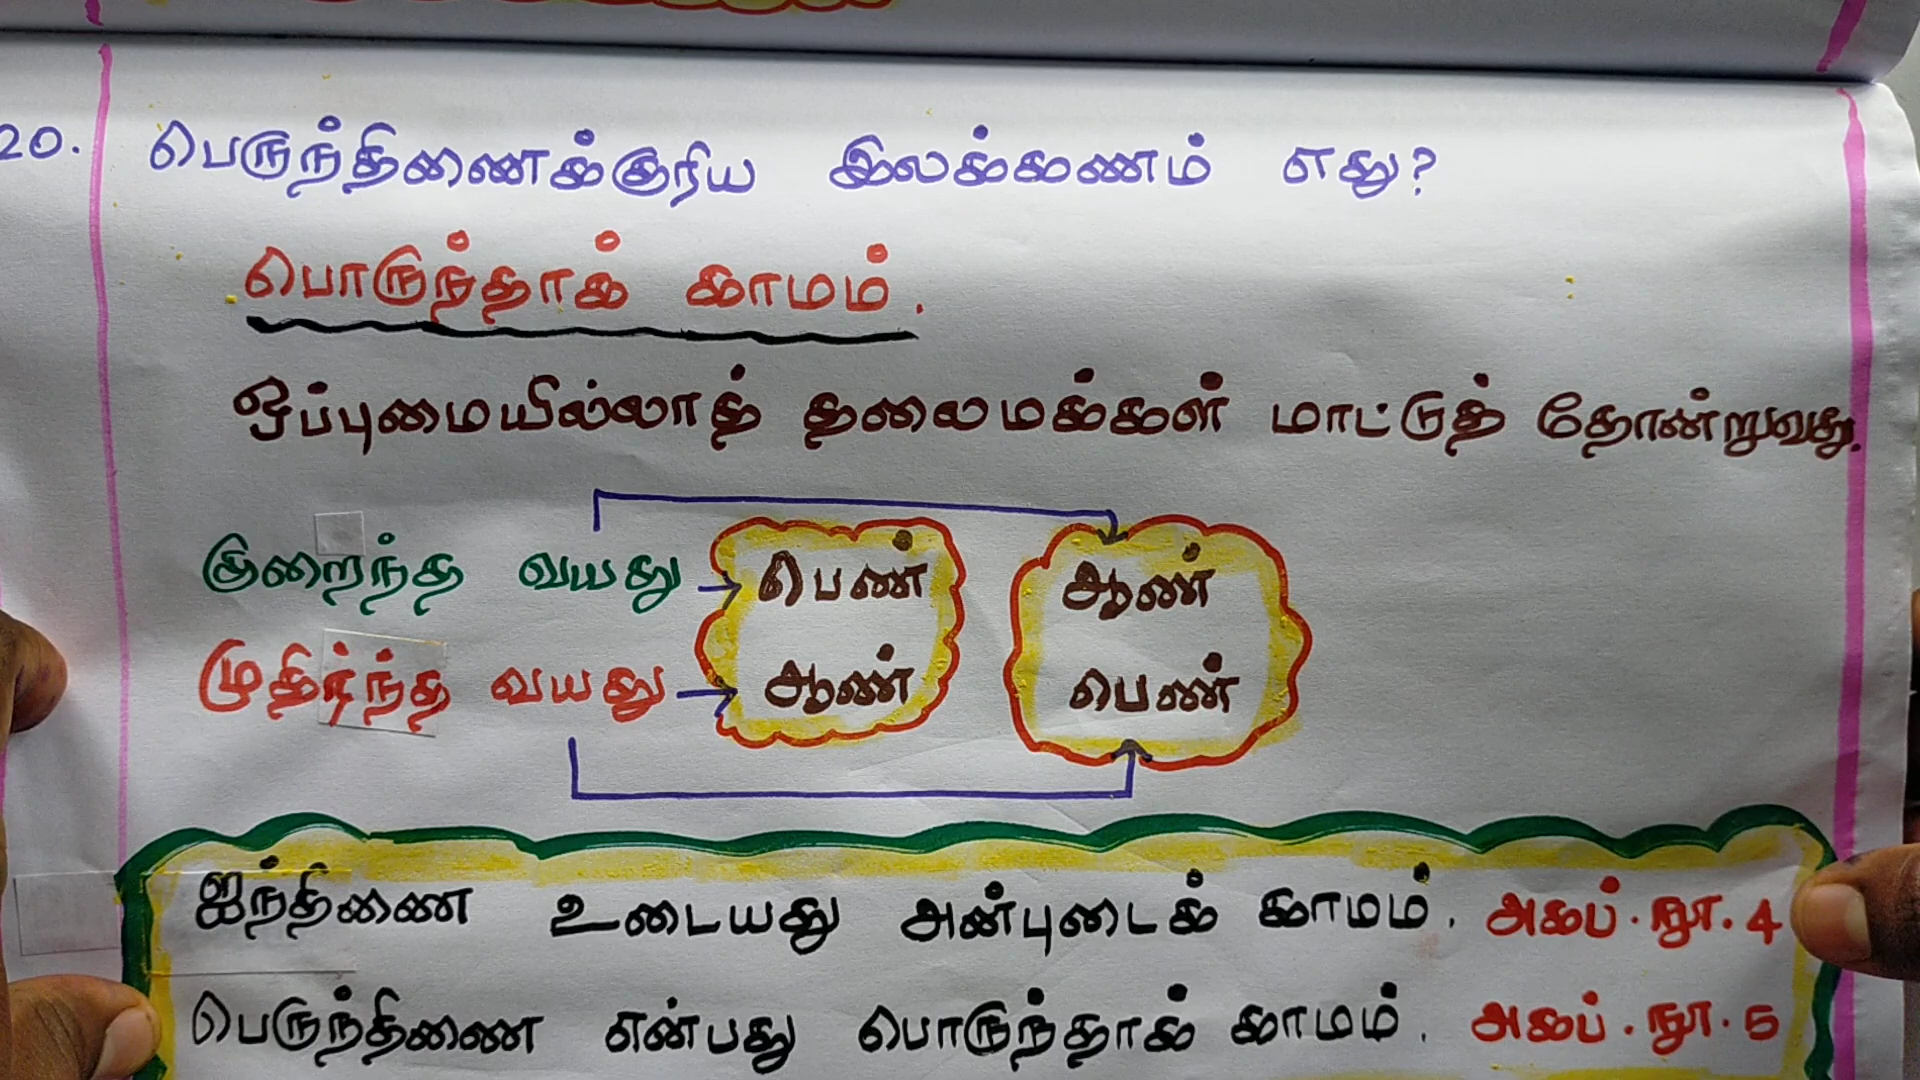 20. பெருந்திணைக்குரிய இலக்கணம் எது?
பொருந்தாக் காமம்.
ஒப்புமையில்லாத் தலைமக்கள் மாட்டுத் தோன்றுவது.
குறைந்த வயது பெண் ஆண்
முதிர்ந்த வயது ஆண் பெண்
ஐந்திணை உடையது அன்புடைக் காமம். அகப்.நூ.4
பெருந்திணை என்பது பொருந்தாக் காமம். அகப்.நூ.5